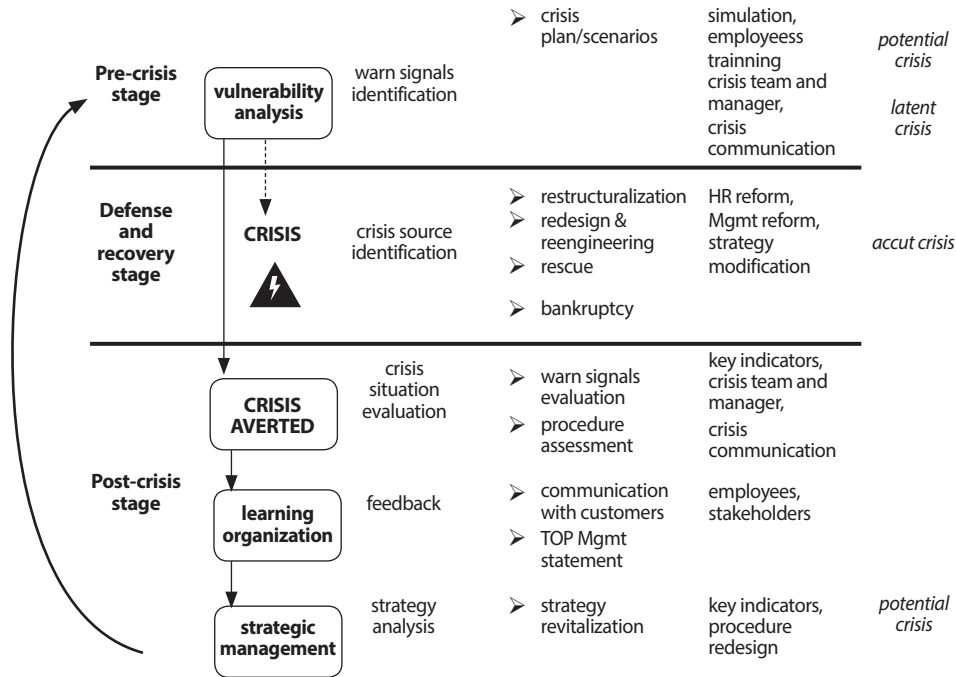 Pre-crisis
stage
vulnerability
analysis
warn signals
identification
➢ crisis
plan/scenarios
simulation,
employeess
trainning
crisis team and
manager,
crisis
communication
potential
crisis
latent
crisis
Defense
and
recovery
stage
CRISIS
crisis source
identification
➢ restructuralization
➢ redesign &
reengineering
➢ rescue
➢ bankruptcy
HR reform,
Mgmt reform,
strategy
modification
accut crisis
Post-crisis
stage
CRISIS
AVERTED
crisis
situation
evaluation
➢ warn signals
evaluation
➢ procedure
assessment
key indicators,
crisis team and
manager,
crisis
communication
learning
organization
feedback
➢ communication
with customers
➢ TOP Mgmt
statement
employees,
stakeholders
strategic
management
strategy
analysis
➢ strategy
revitalization
key indicators,
procedure
redesign
potential
crisis